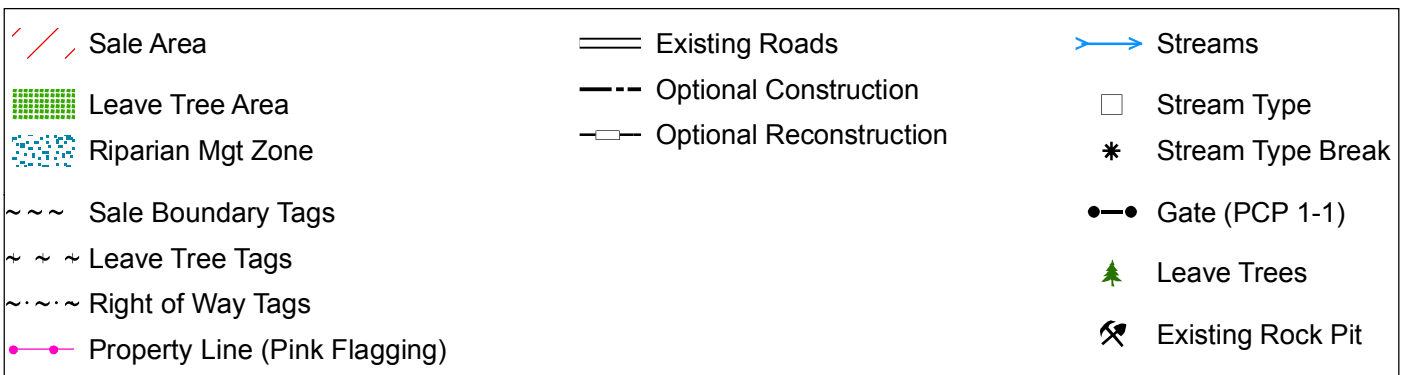 Sale Area
Leave Tree Area
Riparian Mgt Zone
Sale Boundary Tags
Leave Tree Tags
Right of Way Tags
Property Line (Pink Flagging)
Existing Roads
Optional Construction
Optional Reconstruction
Streams
Stream Type
Stream Type Break
Gate (PCP 1-1)
Leave Trees
Existing Rock Pit